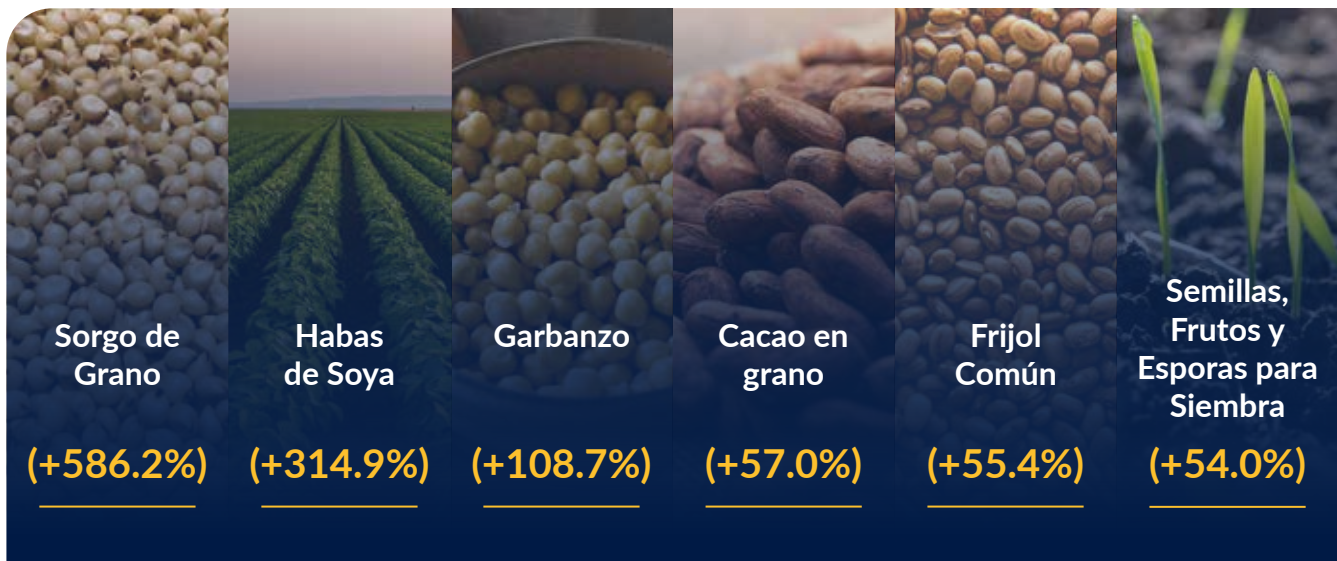 Sorgo de
Grano
(+586.2%)
Habas
de Soya
(+314.9%)
Garbanzo
(+108.7%)
Cacao en
grano
(+57.0%)
Frijol
Común
(+55.4%)
Semillas,
Frutos y
Esporas para
Siembra
(+54.0%)